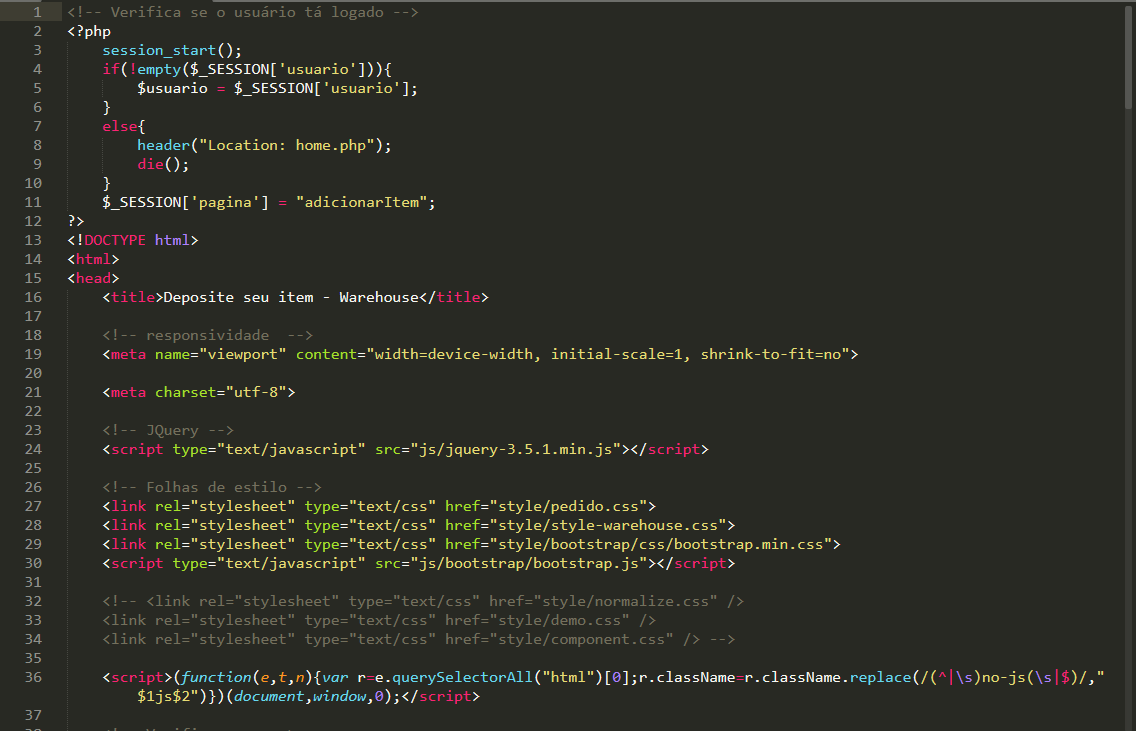 1 <!-- Verifica se o usuário tá logado -->
2 <?php
3 session_start();
4 if(!empty($_SESSION['usuario'])){
5 $usuario = $_SESSION['usuario'];
6 }
7 else{
8 header("Location: home.php");
9 die();
10 }
11 $_SESSION['pagina'] = "adicionarItem";
12 ?>
13 <!DOCTYPE html>
14 <html>
15 <head>
16 <title>Deposite seu item - Warehouse</title>
17
18 <!-- responsividade  -->
19 <meta name="viewport" content="width=device-width, initial-scale=1, shrink-to-fit=no">
20
21 <meta charset="utf-8">
22
23 <!-- JQuery -->
24 <script type="text/javascript" src="js/jquery-3.5.1.min.js"></script>
25
26 <!-- Folhas de estilo -->
27 <link rel="stylesheet" type="text/css" href="style/pedido.css">
28 <link rel="stylesheet" type="text/css" href="style/style-warehouse.css">
29 <link rel="stylesheet" type="text/css" href="style/bootstrap/css/bootstrap.min.css">
30 <script type="text/javascript" src="js/bootstrap/bootstrap.js"></script>
31
32 <!-- <link rel="stylesheet" type="text/css" href="style/normalize.css" />
33 <link rel="stylesheet" type="text/css" href="style/demo.css" />
34 <link rel="stylesheet" type="text/css" href="style/component.css" /> -->
35
36 <script>(function(e,t,n){var r=e.querySelectorAll("html")[0];r.className=r.className.replace(/(^|\s)no-js(\s|$)/,"
$1js$2")})(document,window,0);</script>
37